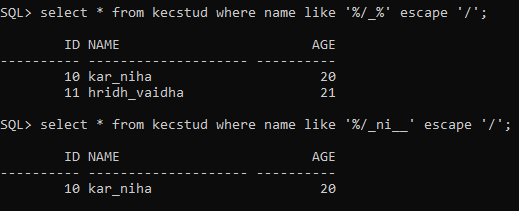 SQL> select * from kecstud where name like '%/_%' escape '/';
ID NAME AGE
---------- -------------------- ----------
10 kar_niha 20
11 hridh_vaidha 21
SQL> select * from kecstud where name like '%/_ni__' escape '/';
ID NAME AGE
---------- -------------------- ----------
10 kar_niha 20